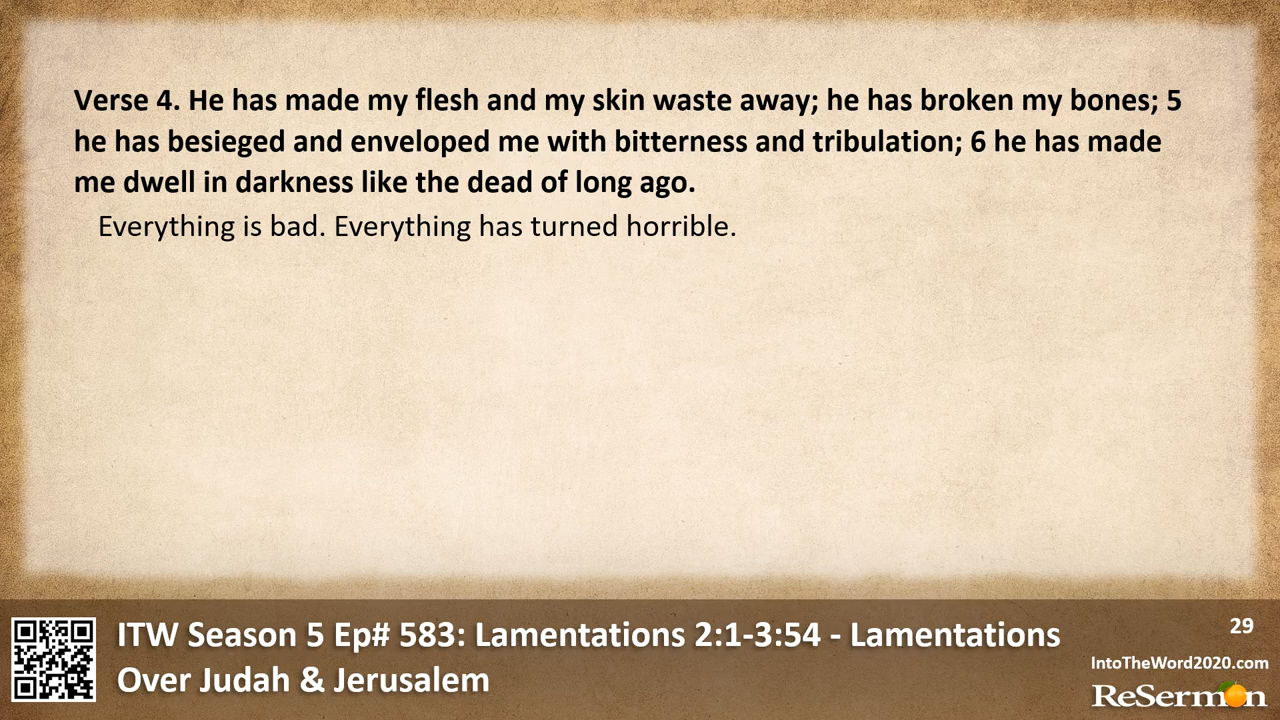 Verse 4. He has made my flesh and my skin waste away; he has broken my bones; 5
he has besieged and enveloped me with bitterness and tribulation; 6 he has made
me dwell in darkness like the dead of long ago.
Everything is bad. Everything has turned horrible.
ITW Season 5 Ep# 583: Lamentations 2:1-3:54 - Lamentations
Over Judah & Jerusalem
29
IntoTheWord2020.com
ReSermon